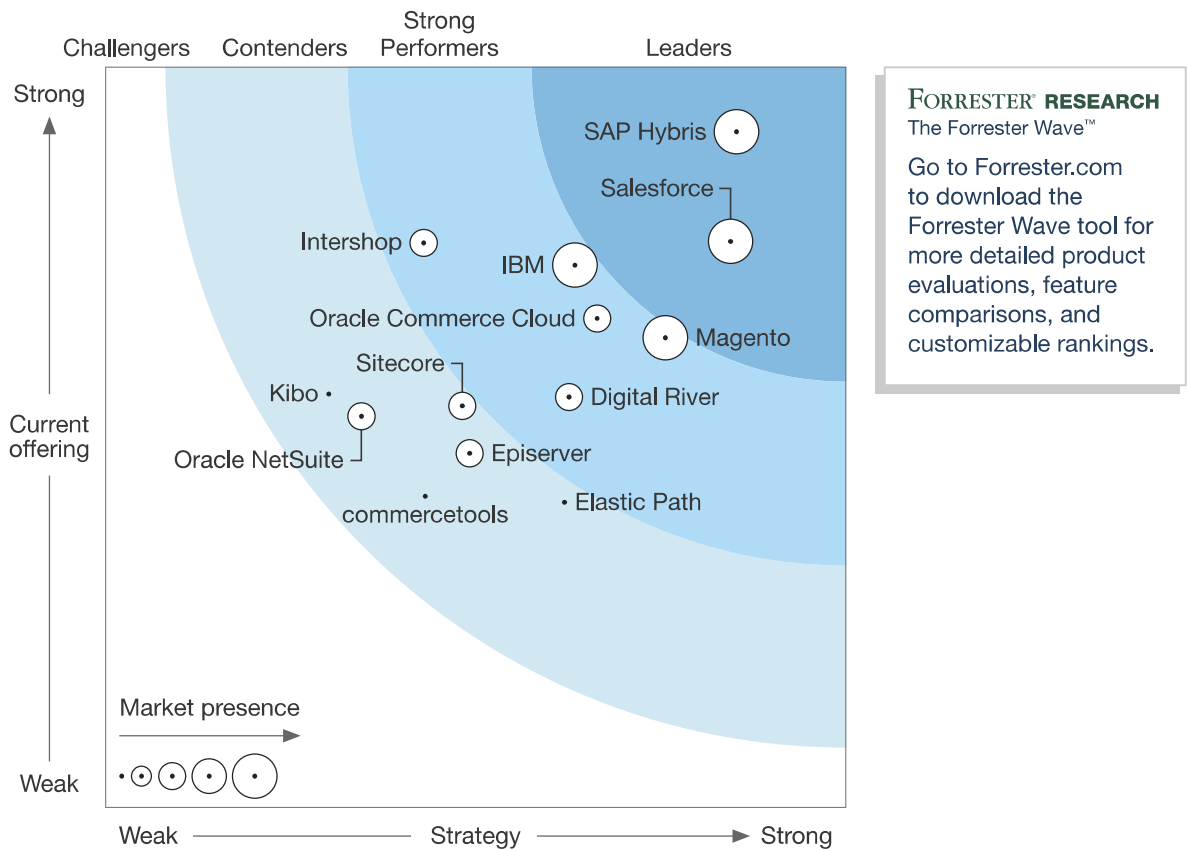 Challengers
Contenders
Strong
Performers
Leaders
Strong
Current
offering
Weak
SAP Hybris
Salesforce
Intershop
IBM
Oracle Commerce Cloud
Magento
Sitecore
Kibo
Digital River
Oracle NetSuite
Episerver
commercetools
Elastic Path
Market presence
Weak
Strategy
Strong
FORRESTER® RESEARCH
The Forrester Wave™
Go to Forrester.com
to download the
Forrester Wave tool for
more detailed product
evaluations, feature
comparisons, and
customizable rankings.